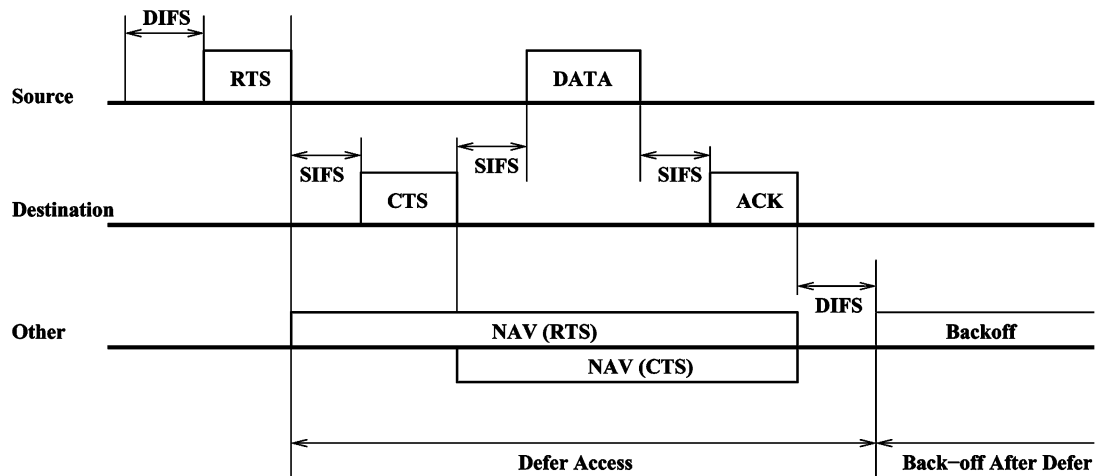 DIFS
RTS
DATA
Source
SIFS
SIFS
SIFS
CTS
ACK
Destination
DIFS
Other
NAV (RTS)
Backoff
NAV (CTS)
Defer Access
Back−off After Defer